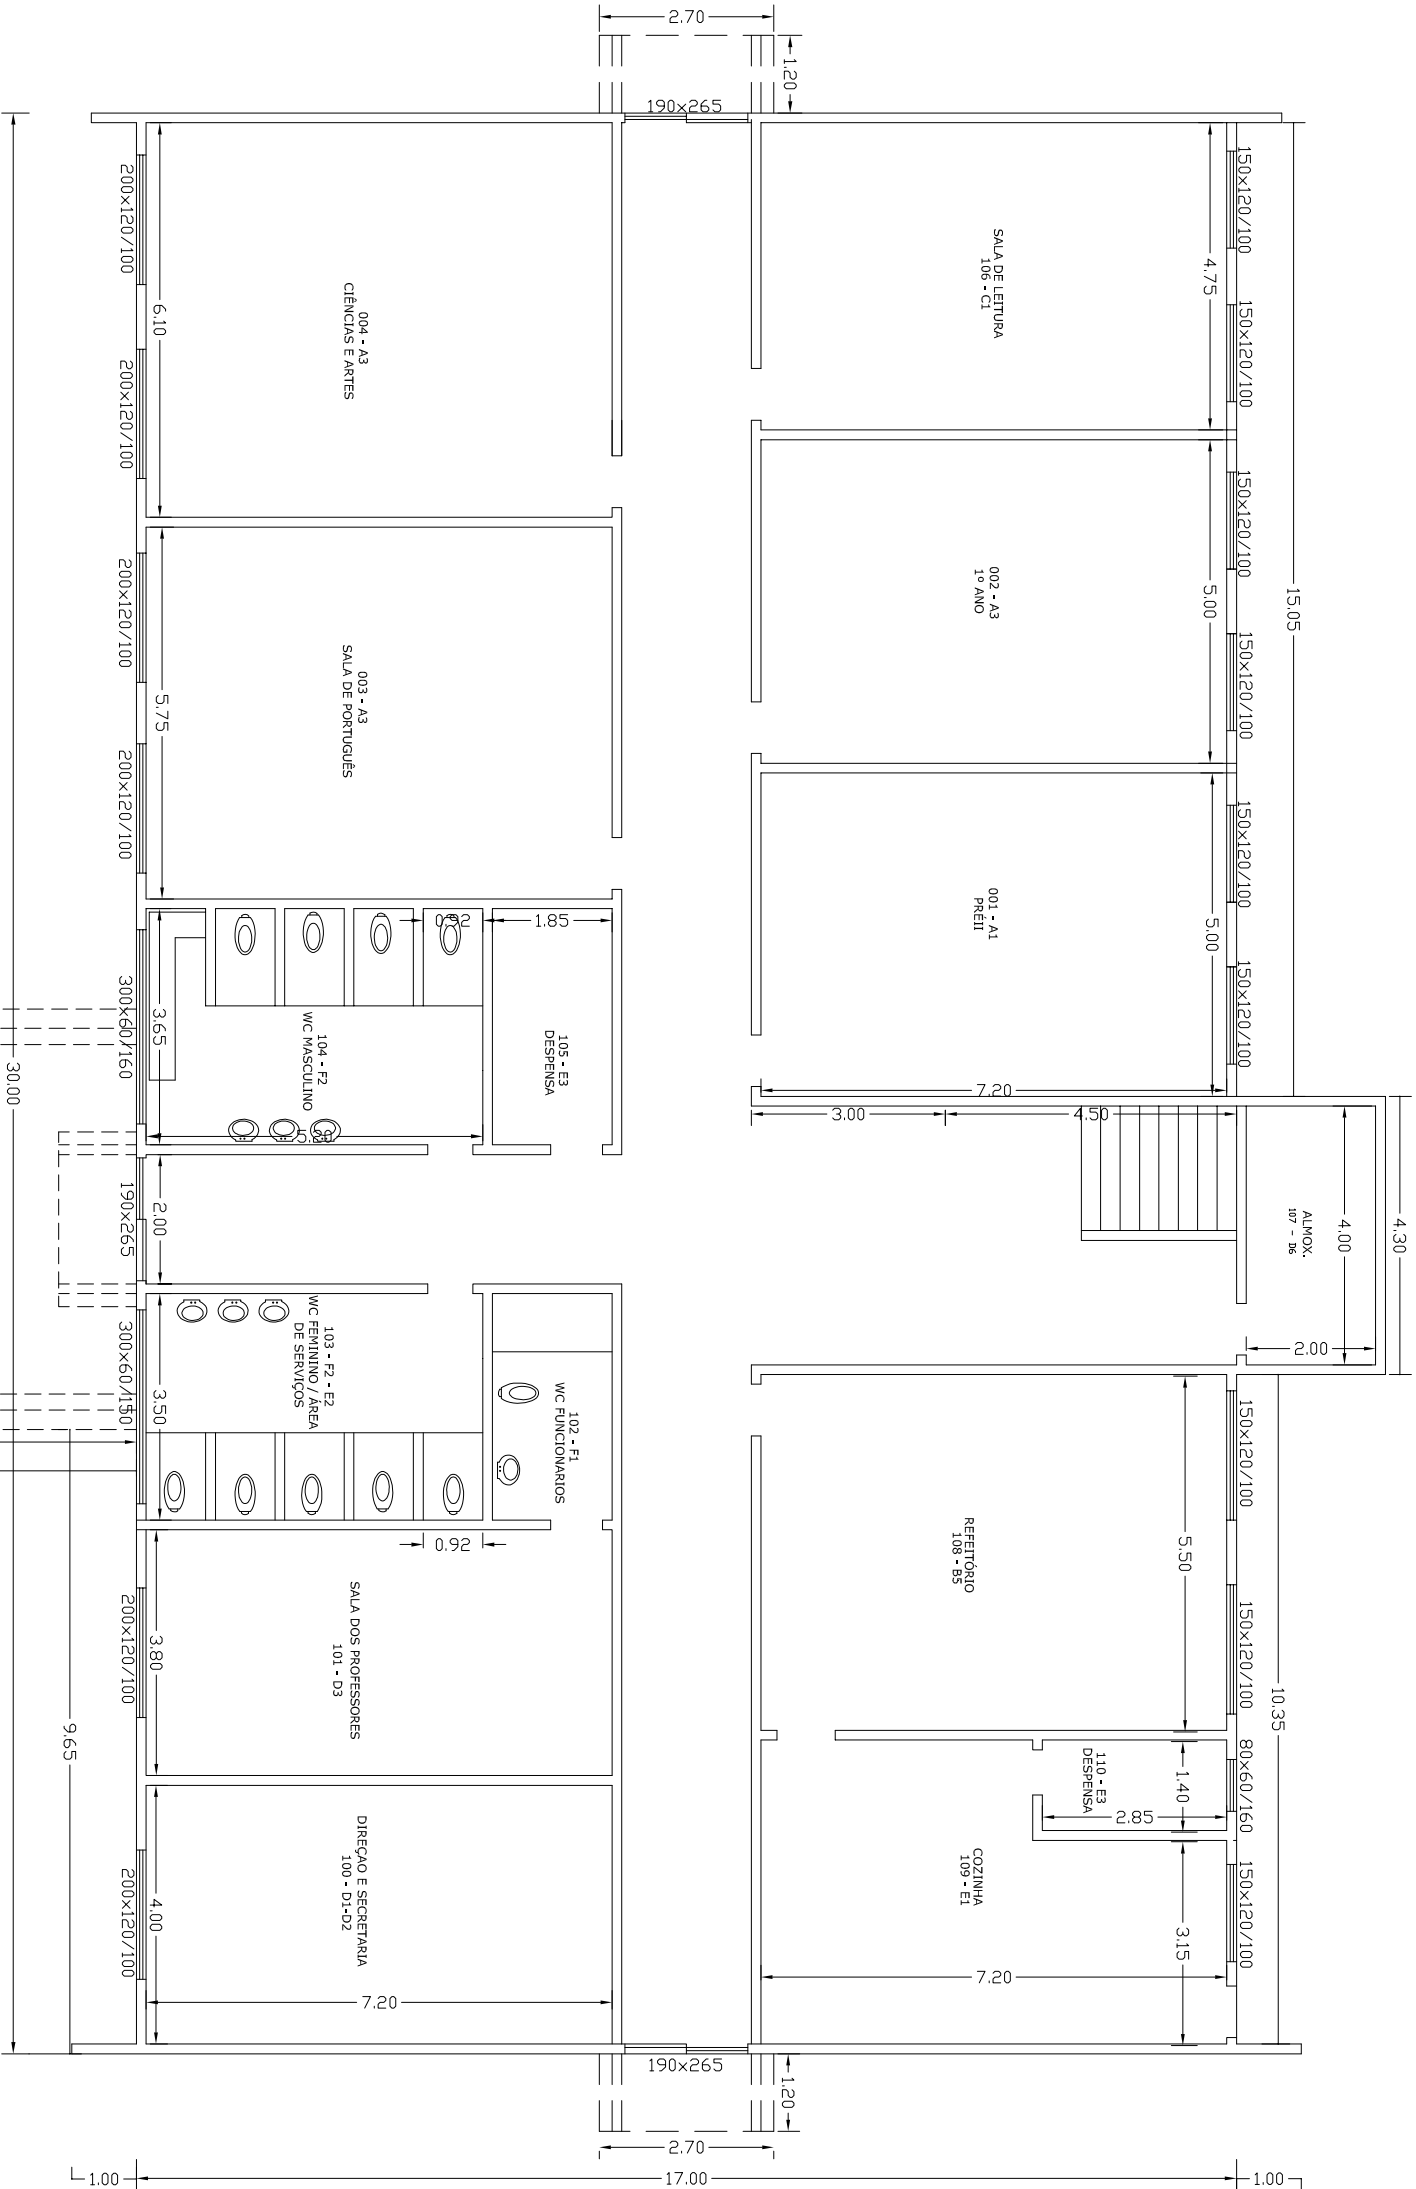 2.70
1.20
190x265
150x120/100
200x120/100
4.75
SALA DE LEITURA
106 - C1
004 - A3
CIÊNCIAS E ARTES
6.10
150x120/100
200x120/100
150x120/100
5.00
002 - A3
1º ANO
15.05
200x120/100
150x120/100
003 - A3
SALA DE PORTUGUÊS
5.75
200x120/100
150x120/100
001 - A1
PRÉII
5.00
0.92
1.85
150x120/100
300x60/160
3.65
104 - F2
WC MASCULINO
105 - E3
DESPENSA
30.00
7.20
3.00
4.50
5.20
190x265
2.00
ALMOX.
107 - D6
4.00
4.30
2.00
300x60/150
3.50
103 - F2 - E2
WC FEMININO / ÁREA
DE SERVIÇOS
102 - F1
WC FUNCIONARIOS
150x120/100
0.92
REFEITÓRIO
108 - B5
5.50
200x120/100
3.80
SALA DOS PROFESSORES
101 - D3
150x120/100
10.35
9.65
110 - E3
DESPENSA
1.40
80x60/160
2.85
200x120/100
4.00
DIREÇAO E SECRETARIA
100 - D1-D2
COZINHA
109 - E1
3.15
150x120/100
7.20
7.20
190x265
1.20
2.70
1.00
17.00
1.00